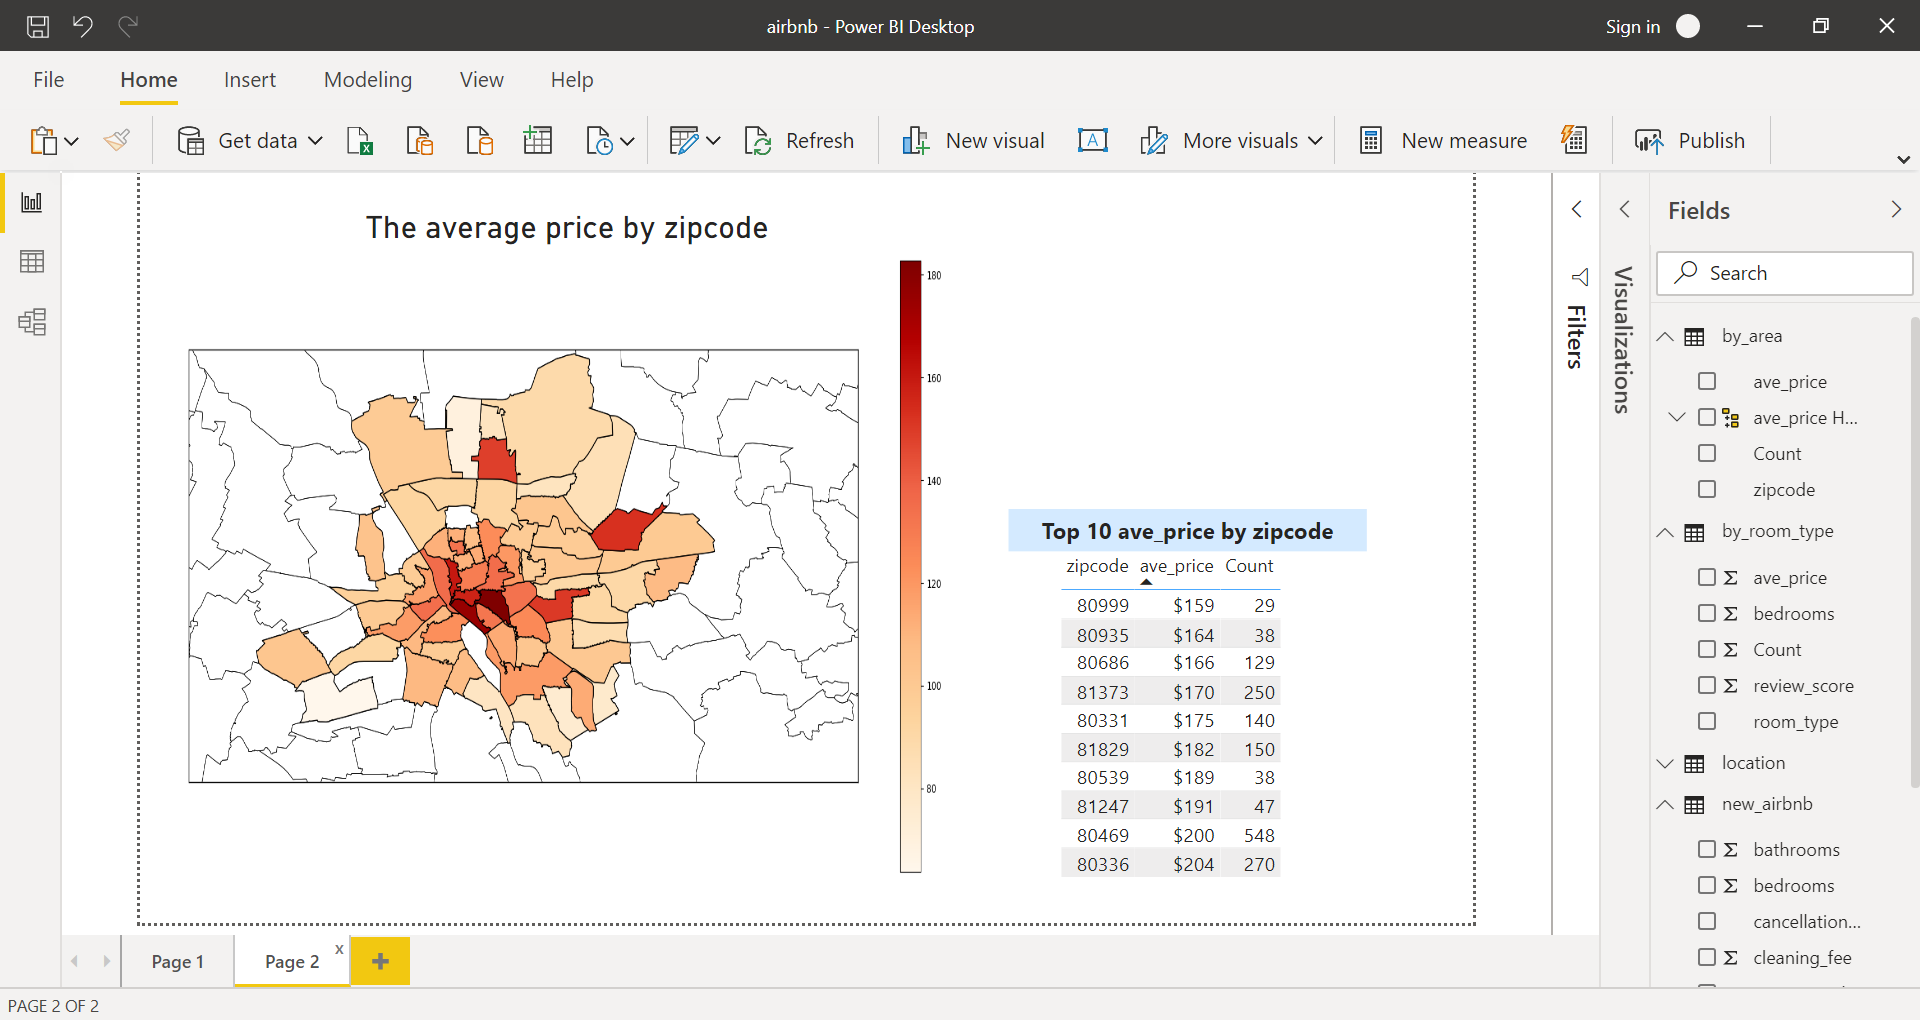 airbnb - Power BI Desktop
Sign in
File Home Insert Modeling View Help
Get data
Refresh
New visual
A
More visuals
New measure
Publish
The average price by zipcode
180
160
140
120
100
80
Top 10 ave_price by zipcode
zipcode ave_price Count
80999 $159 29
80935 $164 38
80686 $166 129
81373 $170 250
80331 $175 140
81829 $182 150
80539 $189 38
81247 $191 47
80469 $200 548
80336 $204 270
Filters
Visualizations
Fields
Search
by_area
ave_price
ave_price H...
Count
zipcode
by_room_type
Σ ave_price
Σ bedrooms
Σ Count
Σ review_score
room_type
location
new_airbnb
Σ bathrooms
Σ bedrooms
cancellation...
Σ cleaning_fee
Page 1
Page 2 x
+
PAGE 2 OF 2